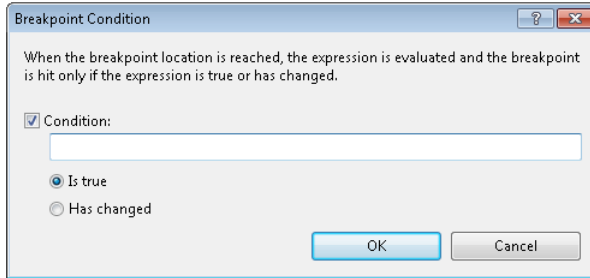 Breakpoint Condition
When the breakpoint location is reached, the expression is evaluated and the breakpoint
is hit only if the expression is true or has changed.
Condition:
Is true
Has changed
OK Cancel